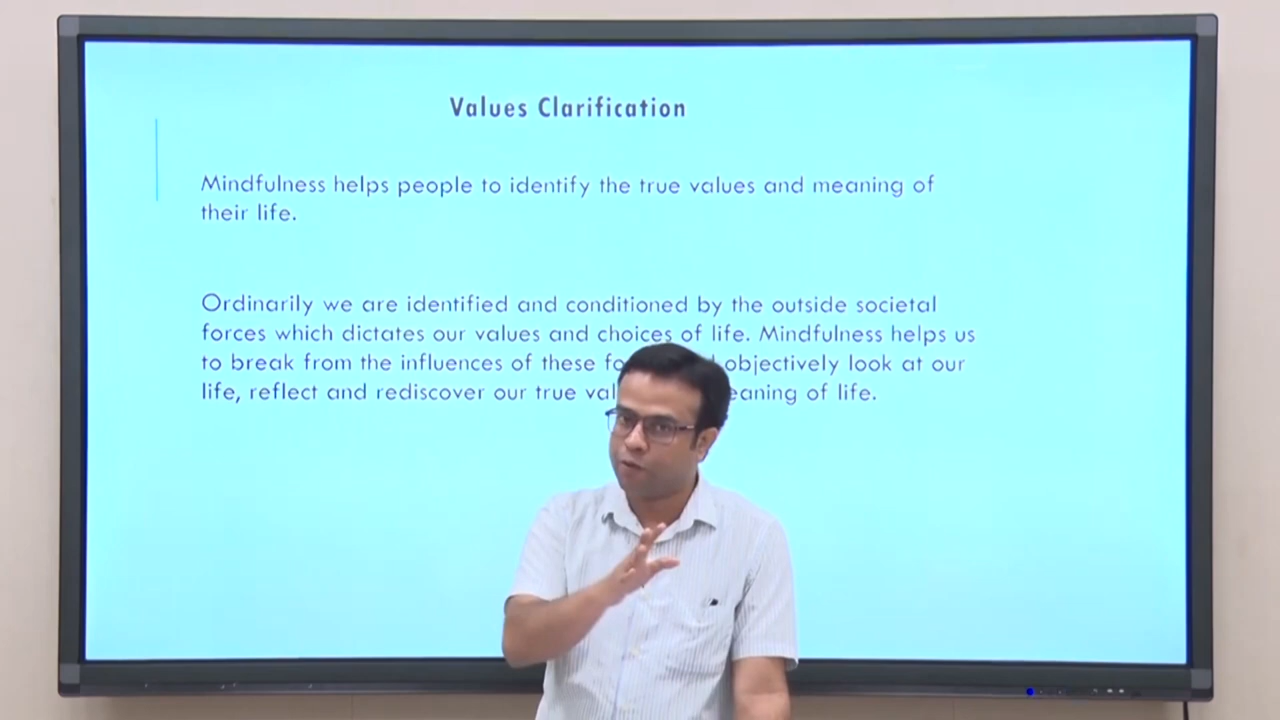 Values Clarification
Mindfulness helps people to identify the true values and meaning of
their life.
Ordinarily we are identified and conditioned by the outside societal
forces which dictates our values and choices of life. Mindfulness helps us
to break from the influences of these objectively look at our
life, reflect and rediscover our true of life.